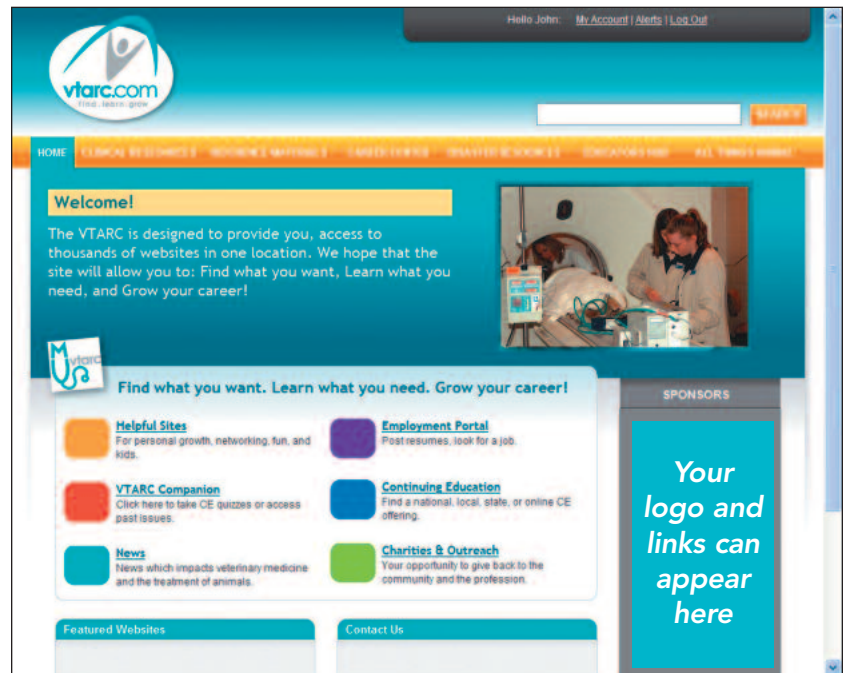 Hello John: My Account | Alerts | Log Out
vtarc.com
find. learn. grow
SEARCH
HOME
Welcome!
The VTARC is designed to provide you, access to
thousands of websites in one location. We hope that the
site will allow you to: Find what you want, Learn what you
need, and Grow your career!
vtarc
Find what you want. Learn what you need. Grow your career!
Helpful Sites
For personal growth, networking, fun, and
kids.
VTARC Companion
Click here to take CE quizzes or access
past issues.
News
News which impacts veterinary medicine
and the treatment of animals.
Employment Portal
Post resumes, look for a job.
Continuing Education
Find a national, local, state, or online CE
offering.
Charities & Outreach
Your opportunity to give back to the
community and the profession.
SPONSORS
Your
logo and
links can
appear
here
Featured Websites
Contact Us